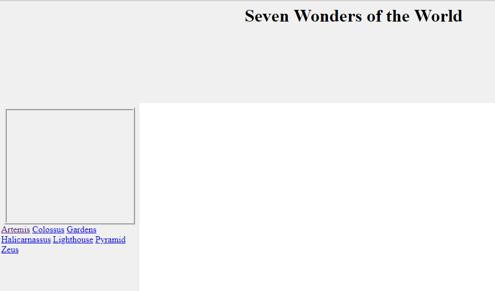 Seven Wonders of the World
Artemis Colossus Gardens
Halicarnassus Lighthouse Pyramid
Zeus